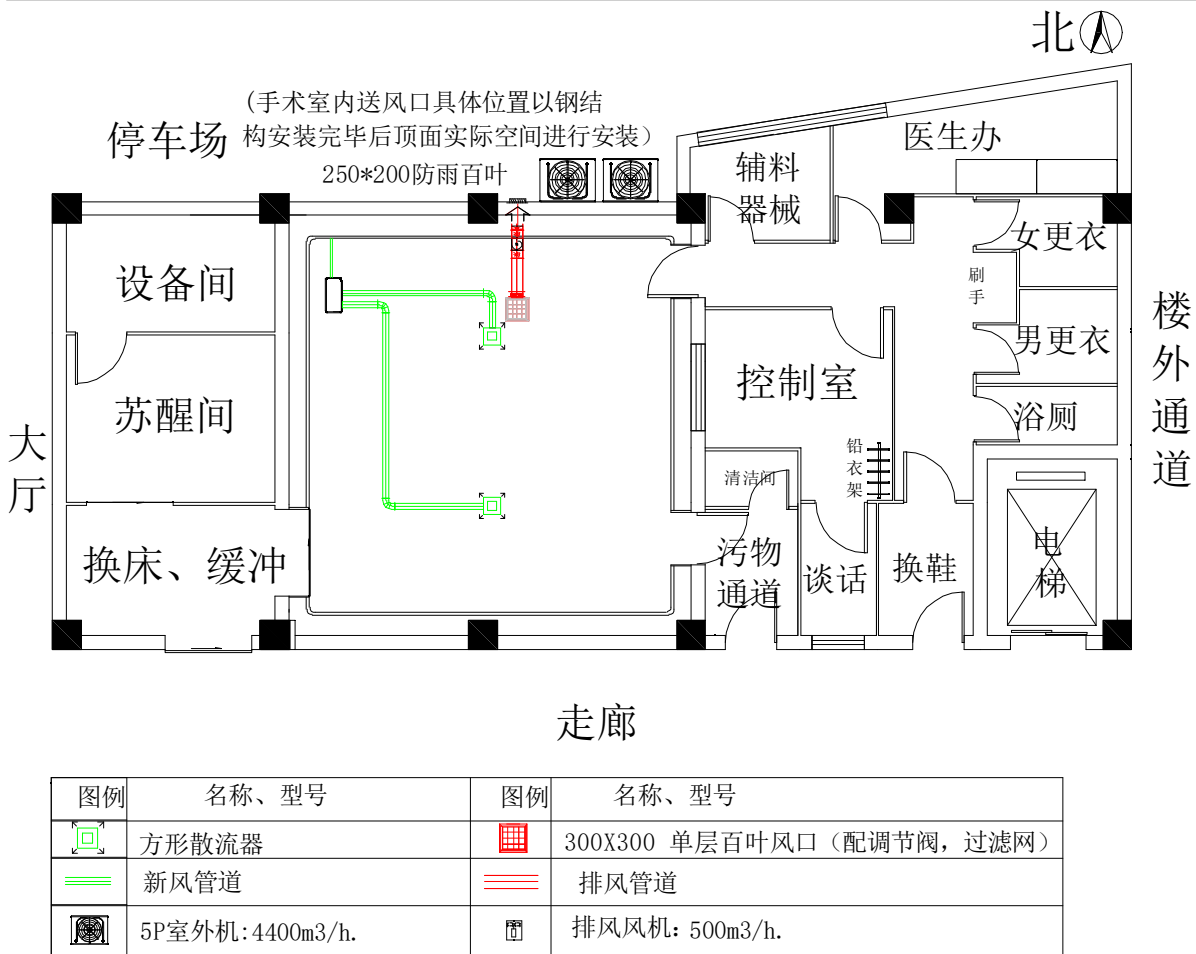 北
(手术室内送风口具体位置以钢结
构安装完毕后顶面实际空间进行安装)
停车场
250*200防雨百叶
医生办
辅料
器械
女更衣
设备间
刷
手
男更衣
楼
外
通
道
控制室
苏醒间
浴厕
大
厅
铅
衣
架
清洁间
换床、缓冲
污物
通道
谈话
换鞋
电
梯
走廊
图例 名称、型号 图例 名称、型号
方形散流器 300X300 单层百叶风口（配调节阀，过滤网）
新风管道 排风管道
5P室外机:4400m3/h. 排风风机：500m3/h.